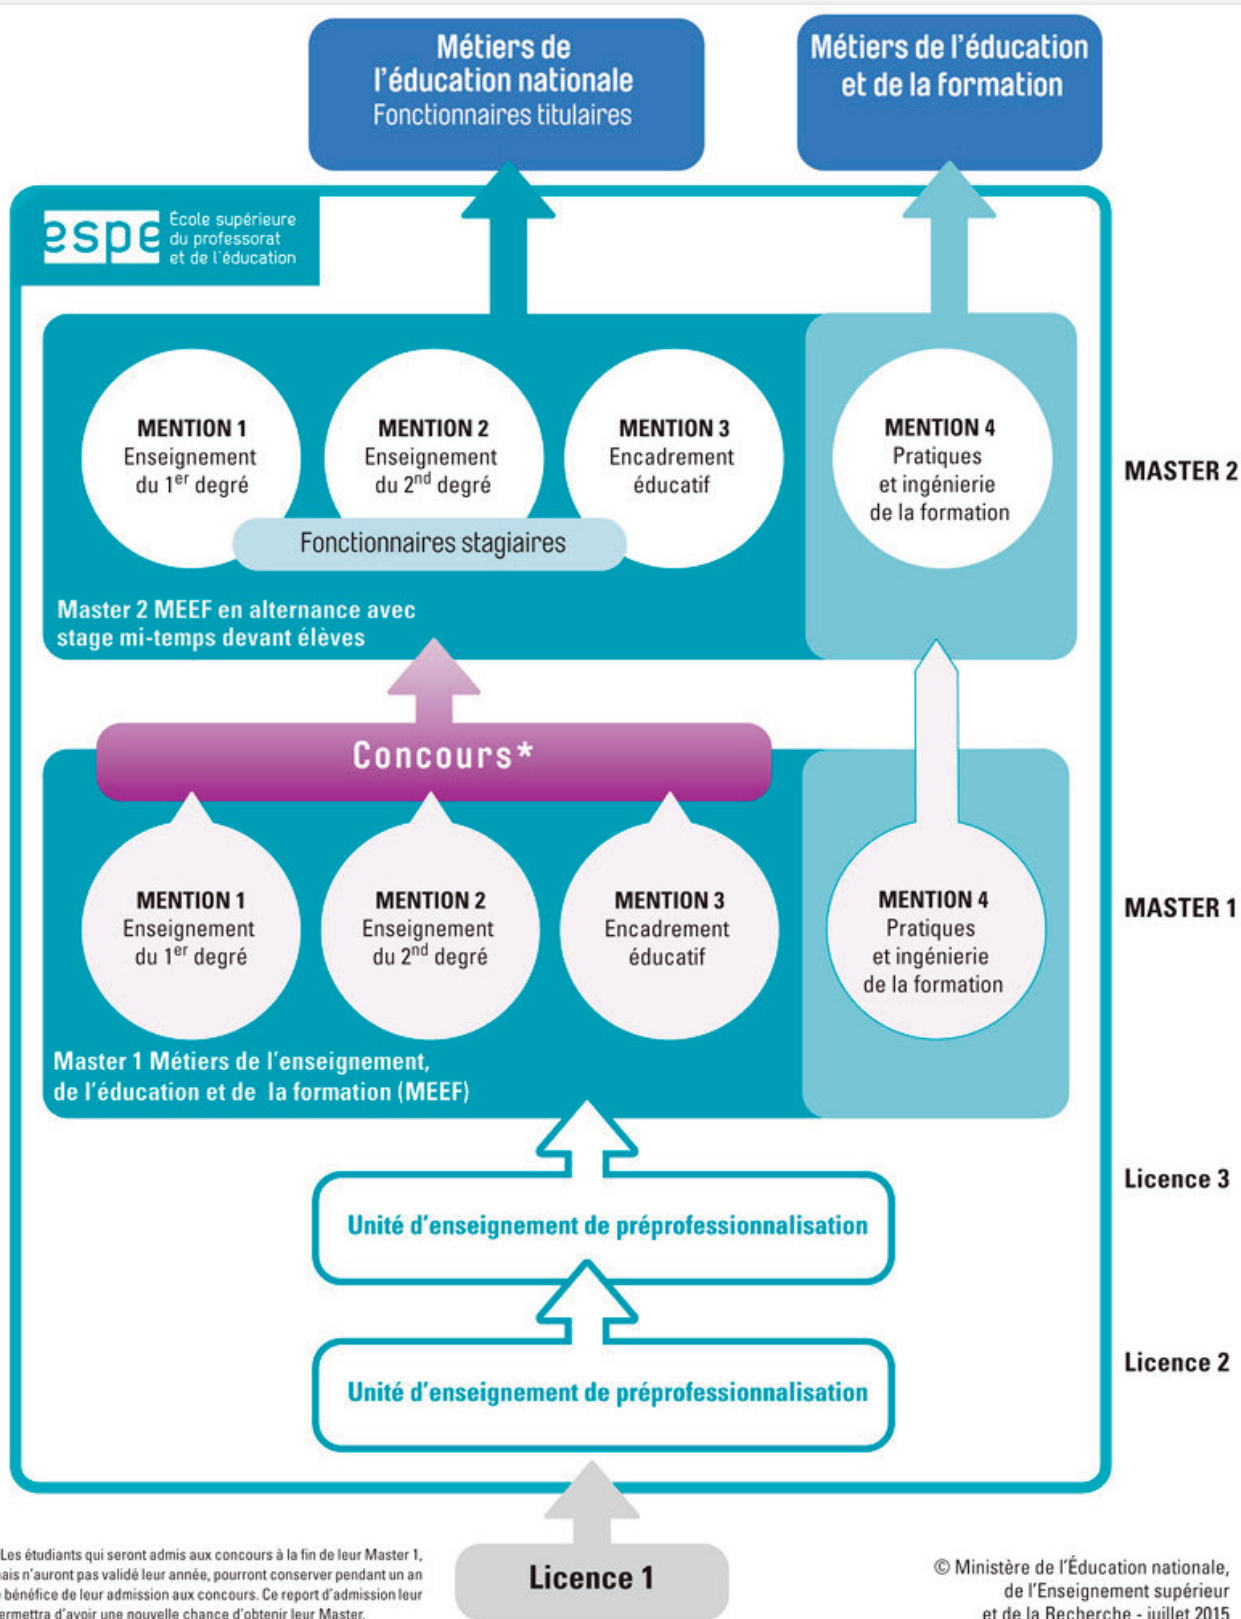 Métiers de
l'éducation nationale
Fonctionnaires titulaires
Métiers de l'éducation
et de la formation
espe
École supérieure
du professorat
et de l'éducation
MENTION 1
Enseignement
du 1er degré
MENTION 2
Enseignement
du 2nd degré
MENTION 3
Encadrement
éducatif
MENTION 4
Pratiques
et ingénierie
de la formation
MASTER 2
Fonctionnaires stagiaires
Master 2 MEEF en alternance avec
stage mi-temps devant élèves
Concours*
MENTION 1
Enseignement
du 1er degré
MENTION 2
Enseignement
du 2nd degré
MENTION 3
Encadrement
éducatif
MENTION 4
Pratiques
et ingénierie
de la formation
MASTER 1
Master 1 Métiers de l'enseignement,
de l'éducation et de la formation (MEEF)
Licence 3
Unité d'enseignement de préprofessionnalisation
Licence 2
Unité d'enseignement de préprofessionnalisation
Licence 1
Les étudiants qui seront admis aux concours à la fin de leur Master 1,
n'auront pas validé leur année, pourront conserver pendant un an
bénéfice de leur admission aux concours. Ce report d'admission leur
d'avoir une nouvelle chance d'obtenir leur Master.
© Ministère de l'Éducation nationale,
de l'Enseignement supérieur
et de la Recherche - juillet 2015